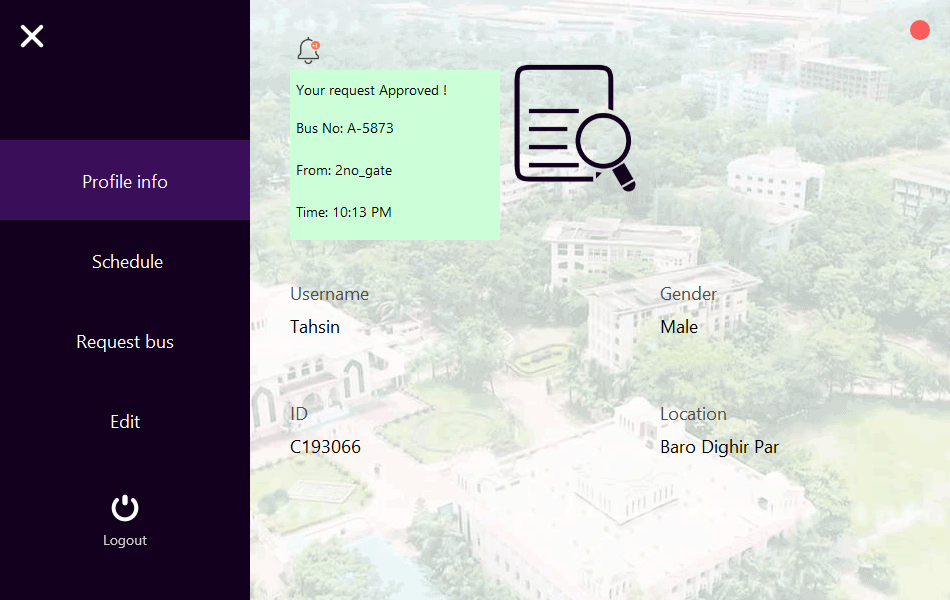 Profile info
Schedule
Request bus
Edit
Logout
Your request Approved !
Bus No: A-5873
From: 2no_gate
Time: 10:13 PM
Username
Tahsin
Gender
Male
ID
C193066
Location
Baro Dighir Par